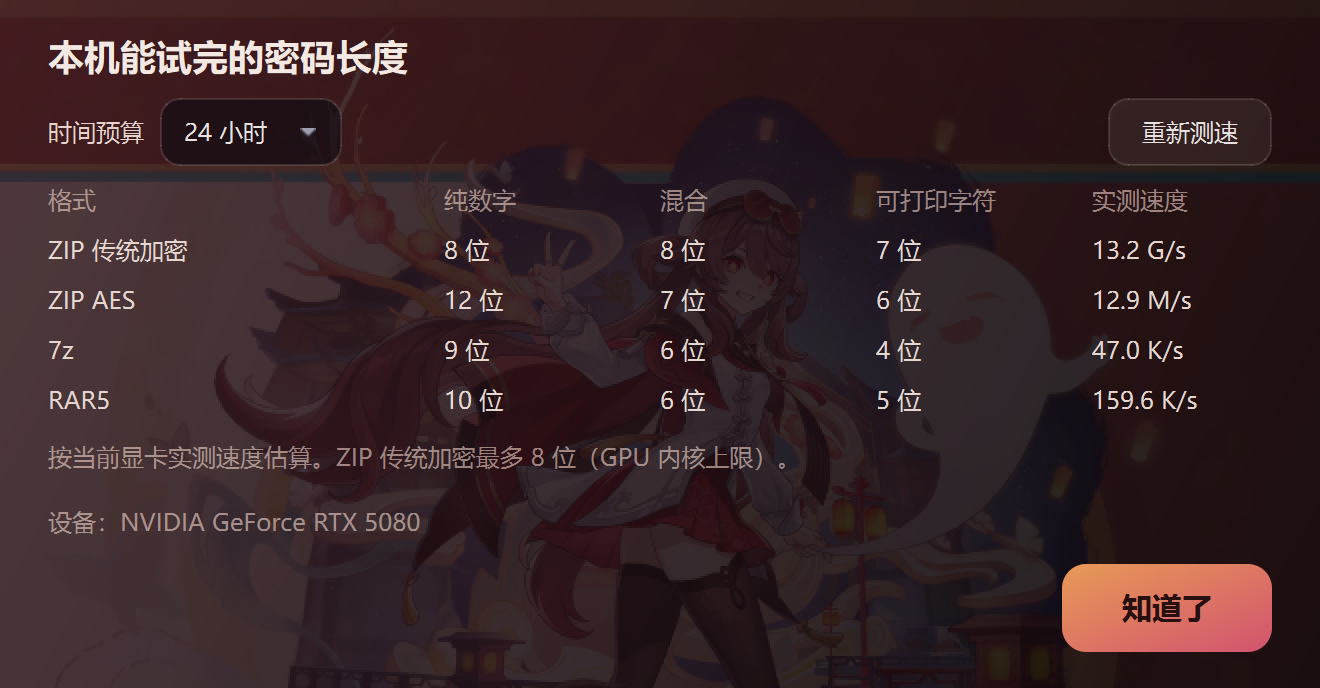 本机能试完的密码长度
时间预算 24 小时 重新测速
格式 纯数字 混合 可打印字符 实测速度
ZIP 传统加密 8 位 8 位 7 位 13.2 G/s
ZIP AES 12 位 7 位 6 位 12.9 M/s
7z 9 位 6 位 4 位 47.0 K/s
RAR5 10 位 6 位 5 位 159.6 K/s
按当前显卡实测速度估算。ZIP 传统加密最多 8 位（GPU 内核上限）。
设备：NVIDIA GeForce RTX 5080
知道了